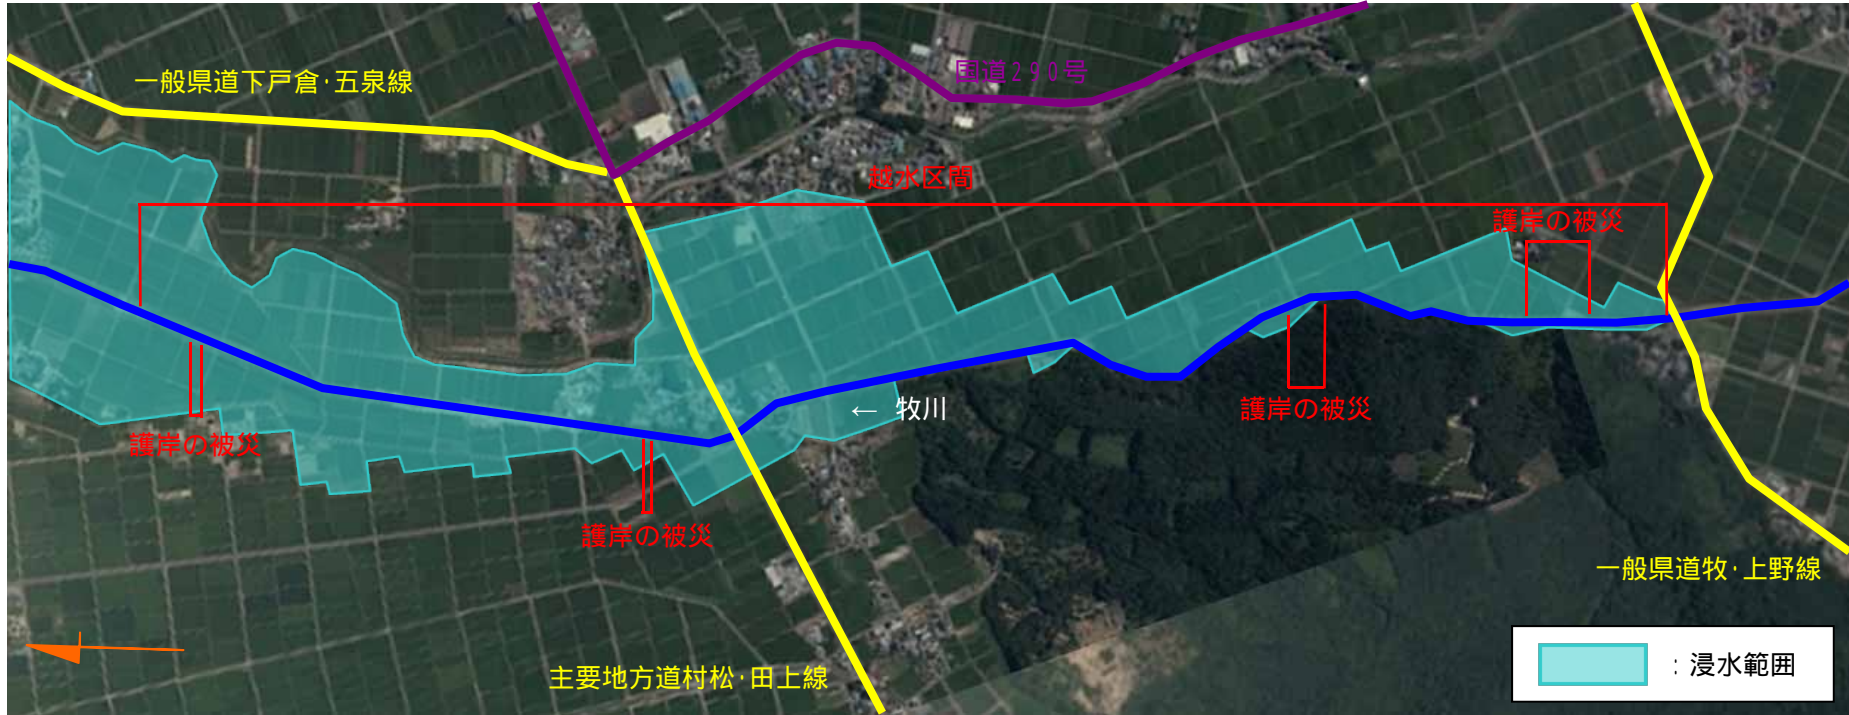 国道290号
一般県道下戸倉・五泉線
越水区間
護岸の被災
← 牧川
護岸の被災
護岸の被災
護岸の被災
一般県道牧・上野線
主要地方道村松・田上線
：浸水範囲